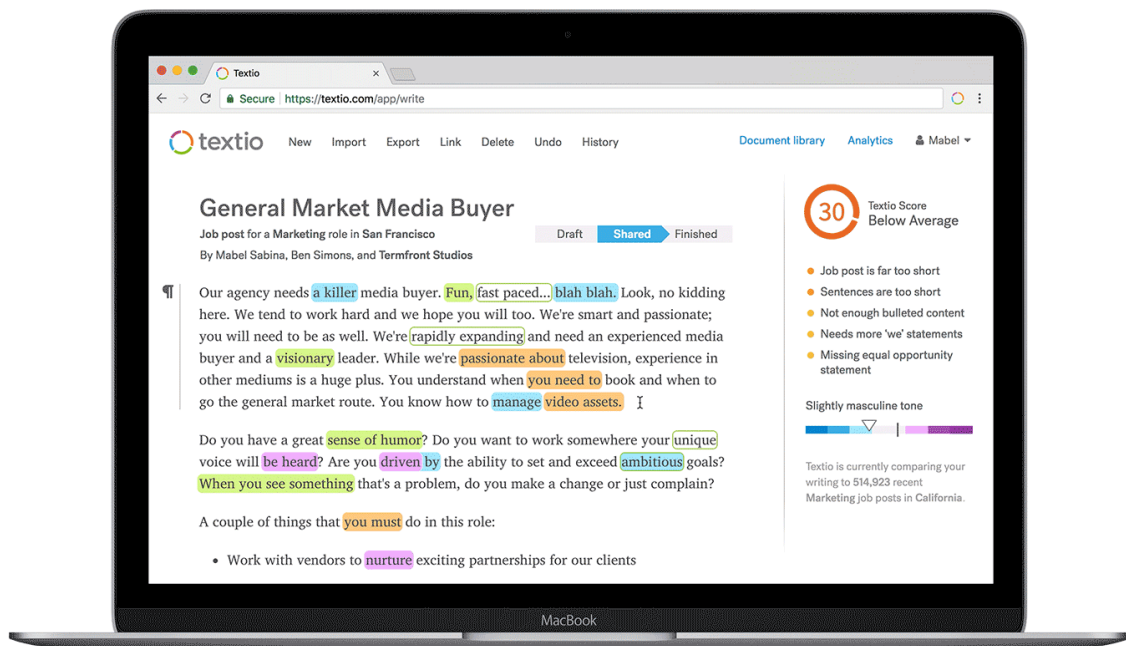 Textio
Secure https://textio.com/app/write
textio New Import Export Link Delete Undo History Document library Analytics Mabel
General Market Media Buyer
Job post for a Marketing role in San Francisco
Draft Shared Finished
By Mabel Sabina, Ben Simons, and Termfront Studios
¶ Our agency needs a killer media buyer. Fun, fast paced... blah blah. Look, no kidding
here. We tend to work hard and we hope you will too. We're smart and passionate;
you will need to be as well. We're rapidly expanding and need an experienced media
buyer and a visionary leader. While we're passionate about television, experience in
other mediums is a huge plus. You understand when you need to book and when to
go the general market route. You know how to manage video assets.
Do you have a great sense of humor? Do you want to work somewhere your unique
voice will be heard? Are you driven by the ability to set and exceed ambitious goals?
When you see something that's a problem, do you make a change or just complain?
A couple of things that you must do in this role:
• Work with vendors to nurture exciting partnerships for our clients
30 Textio Score
Below Average
Job post is far too short
Sentences are too short
Not enough bulleted content
Needs more 'we' statements
Missing equal opportunity
statement
Slightly masculine tone
Textio is currently comparing your
writing to 514,923 recent
Marketing job posts in California.
MacBook